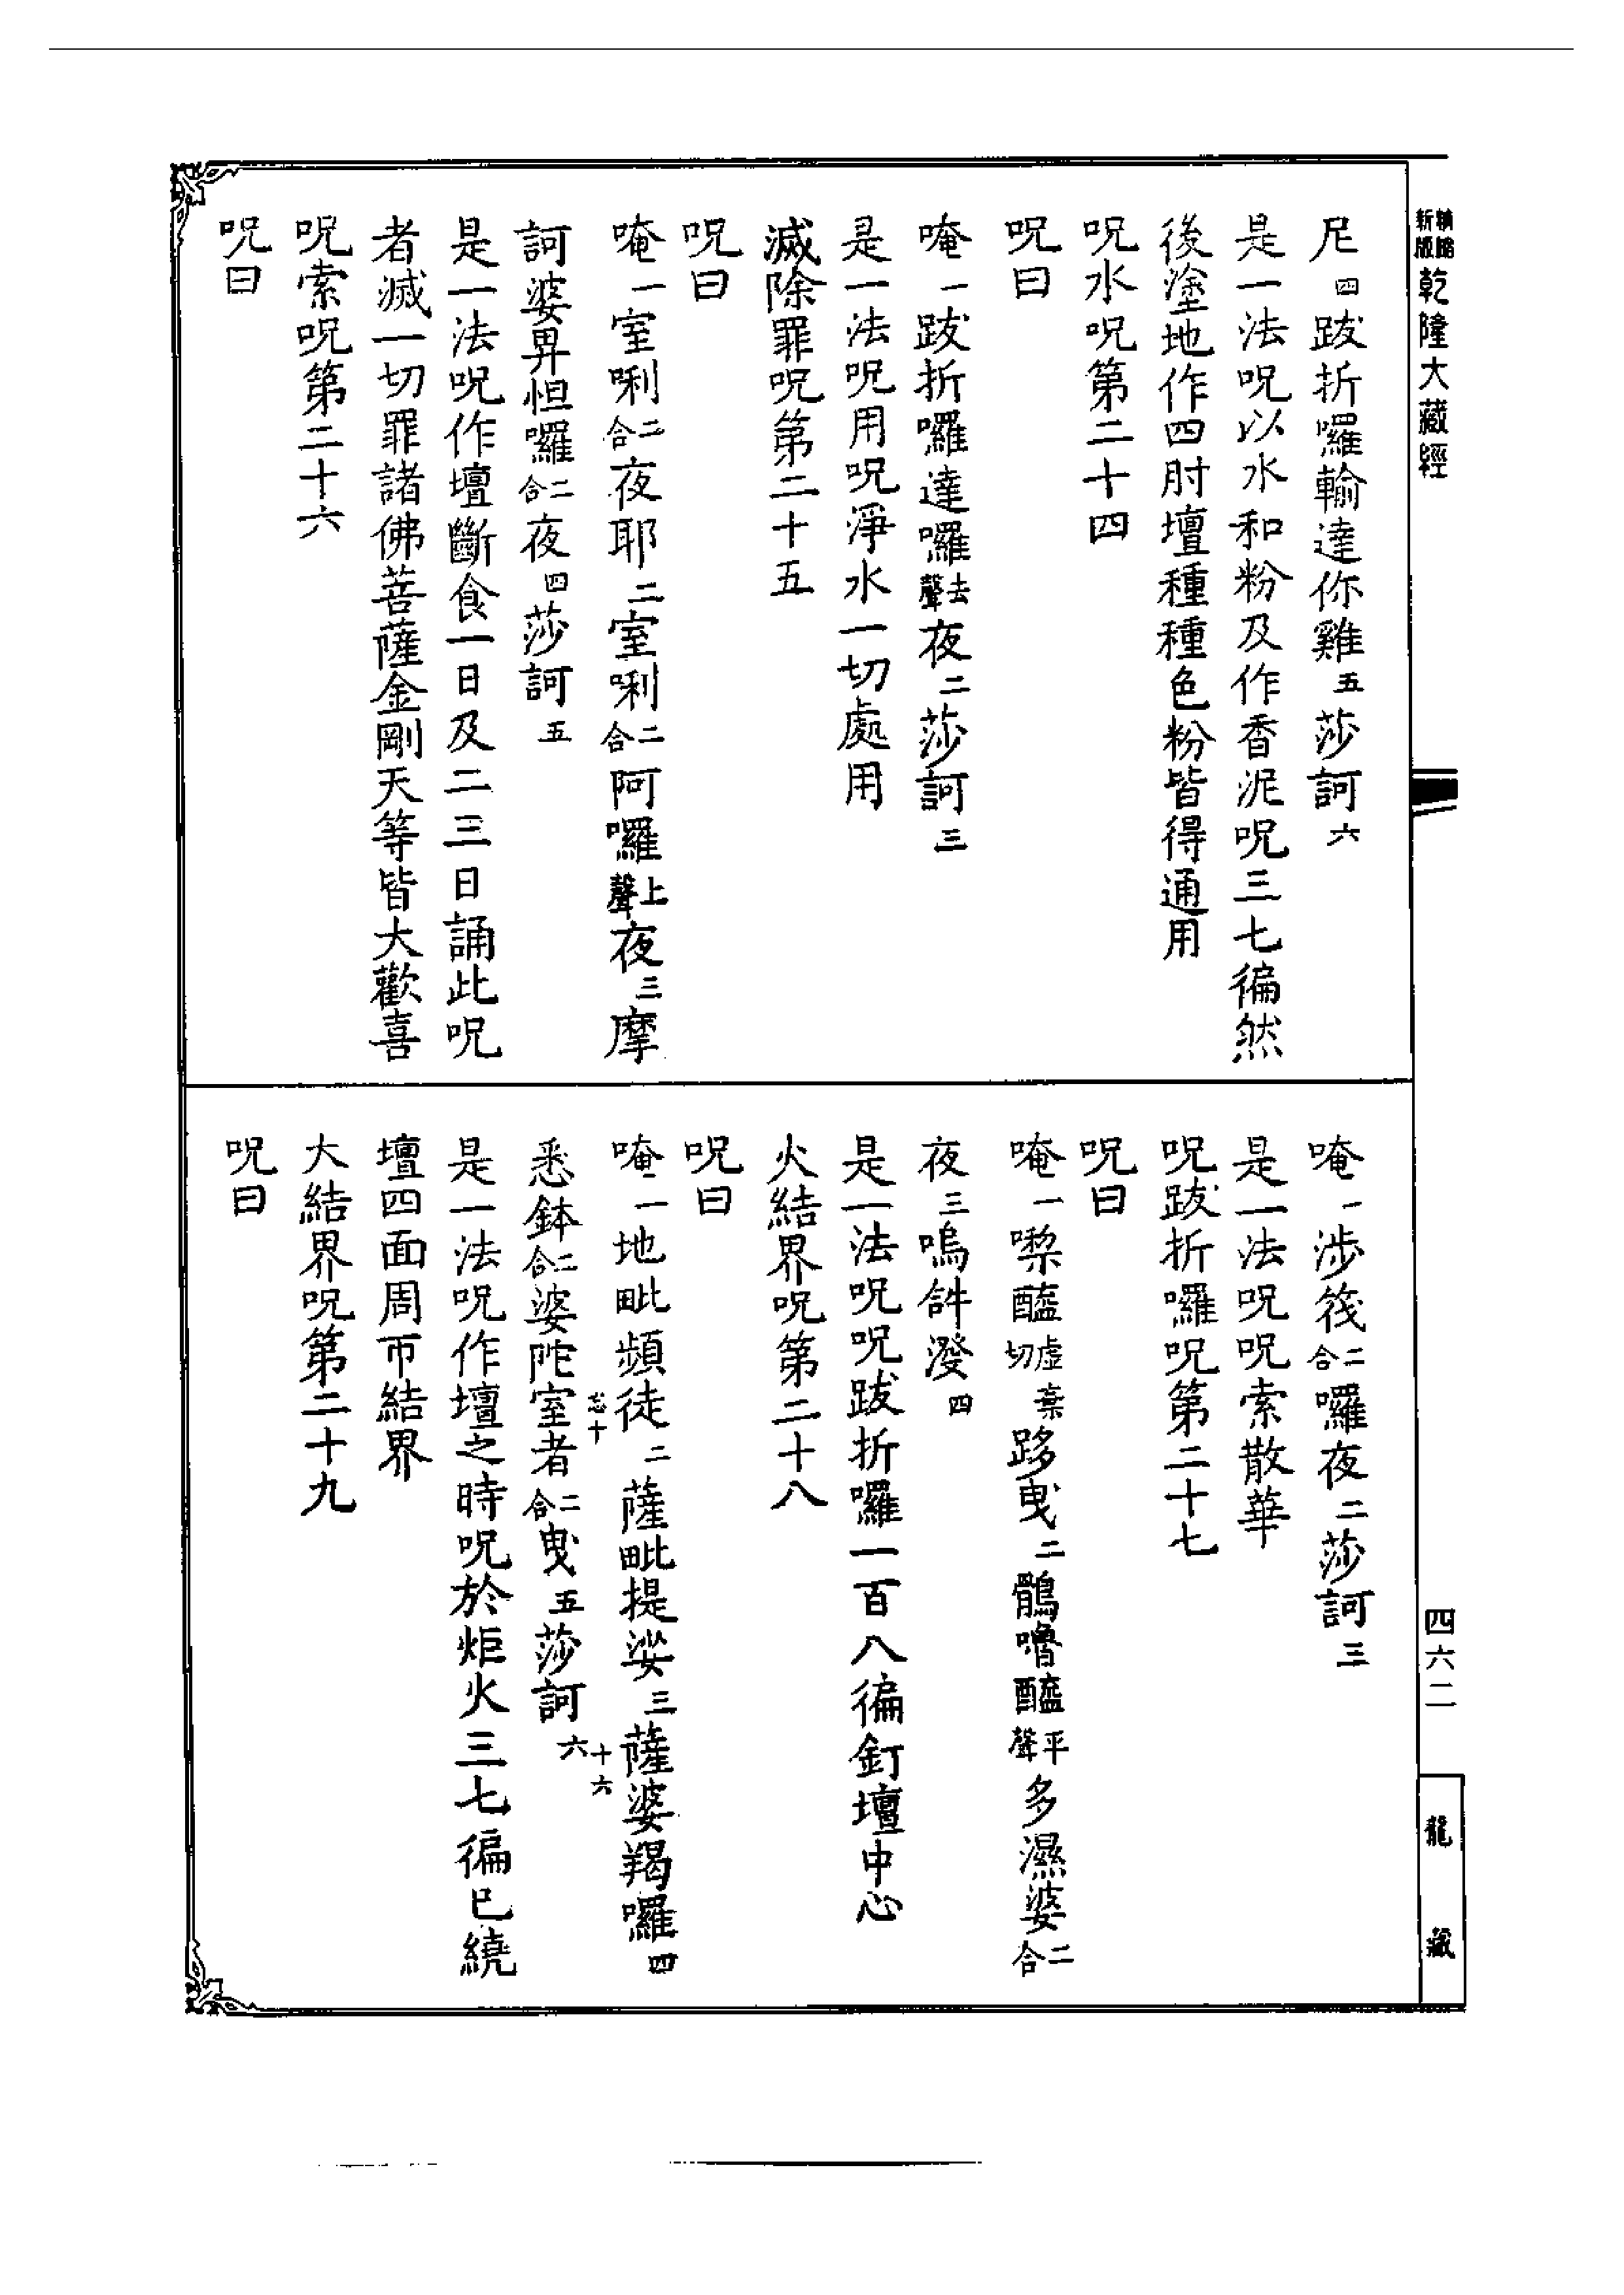 新版 精縮 乾隆大藏經
四六二
龍藏
尼四跋折囉輸達你雞五莎訶六
是一法呪以水和粉及作香泥呪三七徧然
後塗地作四肘壇種種色粉皆得通用
呪水呪第二十四
呪曰
唵一跋折囉達囉去聲夜二莎訶三
是一法呪用呪淨水一切處用
滅除罪呪第二十五
呪曰
唵一室唎二合夜耶二室唎二合阿囉上聲夜三摩
訶婆畀怛囉二合夜四莎訶五
是一法呪作壇斷食一日及二三日誦此呪
者滅一切罪諸佛菩薩金剛天等皆大歡喜
呪索呪第二十六
呪曰
唵一涉筏二合囉夜二莎訶三
是一法呪呪索散華
呪跋折囉呪第二十七
呪曰
唵一㗚醯虛棄切跢曳二鶻嚕醯平聲多濕婆二合
夜三嗚𤙖潑四
是一法呪呪跋折囉一百八徧釘壇中心
火結界呪第二十八
呪曰
唵一地毗頻徒二薩毗提娑三薩婆羯囉四
悉鉢二合婆陀室者二合曳五莎訶六
忘十
十六
是一法呪作壇之時呪於炬火三七徧已繞
壇四面周帀結界
大結界呪第二十九
呪曰